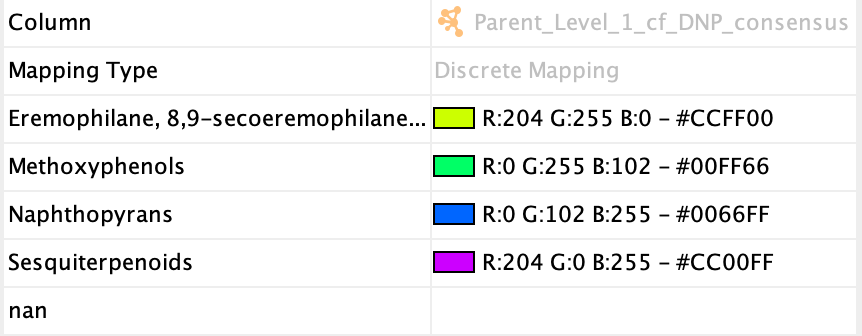 Column Parent_Level_1_cf_DNP_consensus
Mapping Type Discrete Mapping
Eremophilane, 8,9-secoeremophilane... R:204 G:255 B:0 - #CCFF00
Methoxyphenols R:0 G:255 B:102 - #00FF66
Naphthopyrans R:0 G:102 B:255 - #0066FF
Sesquiterpenoids R:204 G:0 B:255 - #CC00FF
nan